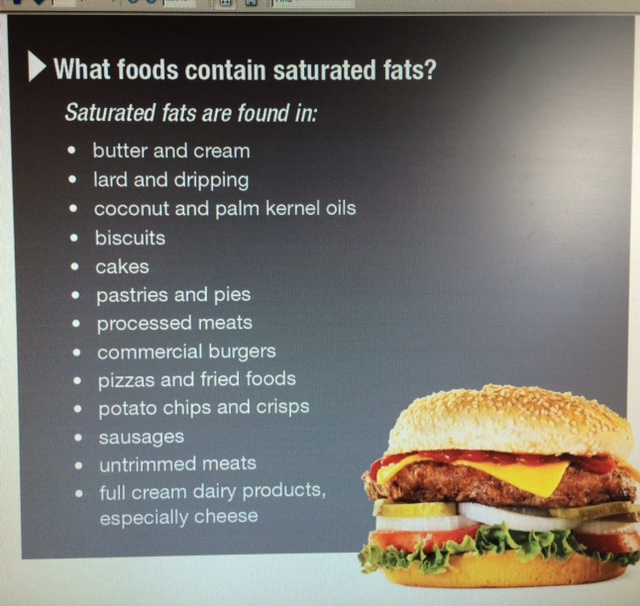 What foods contain saturated fats?
Saturated fats are found in:
• butter and cream
• lard and dripping
• coconut and palm kernel oils
• biscuits
• cakes
• pastries and pies
• processed meats
• commercial burgers
• pizzas and fried foods
• potato chips and crisps
• sausages
• untrimmed meats
• full cream dairy products,
especially cheese